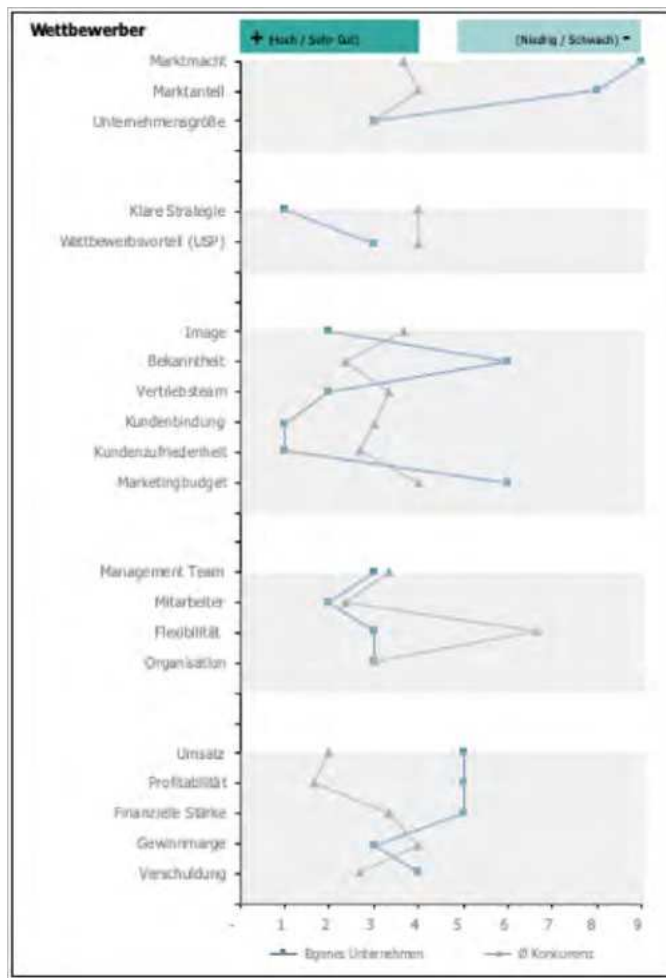 Wettbewerber
+ (Hoch / Sehr Gut)
(Niedrig / Schwach) -
Marktmacht
Marktanteil
Unternehmensgröße
Klare Strategie
Wettbewerbsvorteil (USP)
Image
Bekanntheit
Vertriebsteam
Kundenbindung
Kundenzufriedenheit
Marketingbudget
Management Team
Mitarbeiter
Flexibilität
Organisation
Umsatz
Profitabilität
Finanzielle Stärke
Gewinnmarge
Verschuldung
- 1 2 3 4 5 6 7 8 9
Eigenes Unternehmen
Ø Konkurrenz